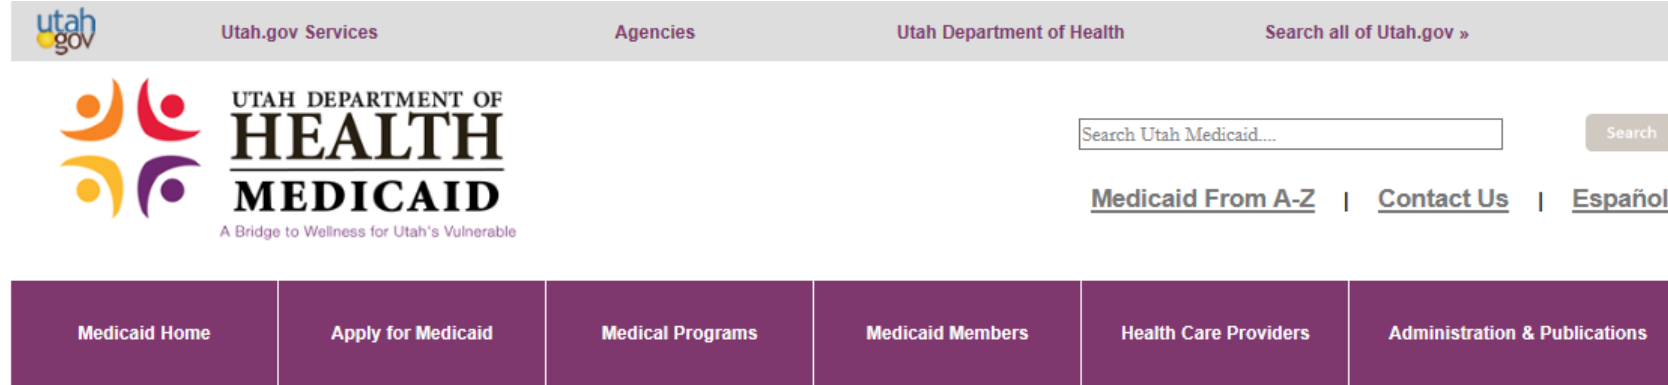 utah
gov
Utah.gov Services Agencies Utah Department of Health Search all of Utah.gov »
UTAH DEPARTMENT OF
HEALTH
MEDICAID
A Bridge to Wellness for Utah's Vulnerable
Search Utah Medicaid.... Search
Medicaid From A-Z | Contact Us | Español
Medicaid Home Apply for Medicaid Medical Programs Medicaid Members Health Care Providers Administration & Publications